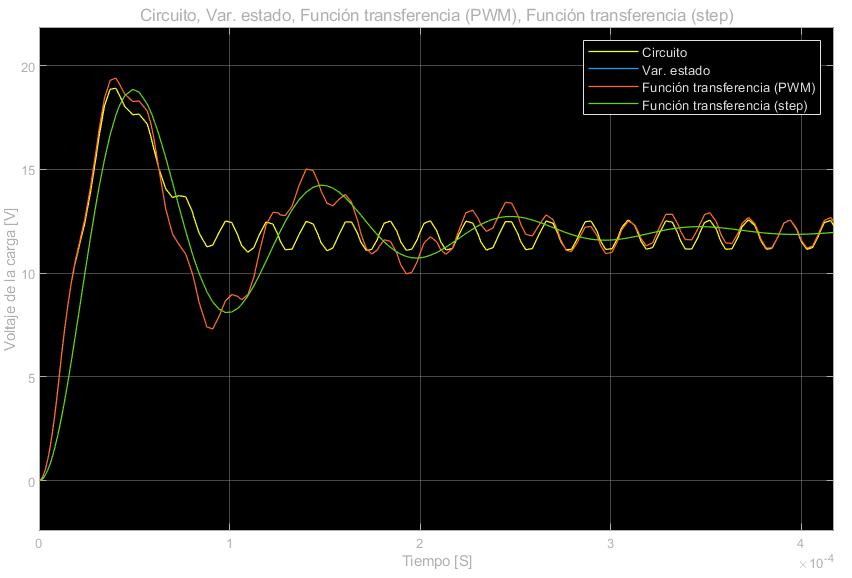 Circuito, Var. estado, Función transferencia (PWM), Función transferencia (step)
Circuito
Var. estado
Función transferencia (PWM)
Función transferencia (step)
Voltaje de la carga [V]
20
15
10
5
0
0
1
2
3
4
×10⁻⁴
Tiempo [S]